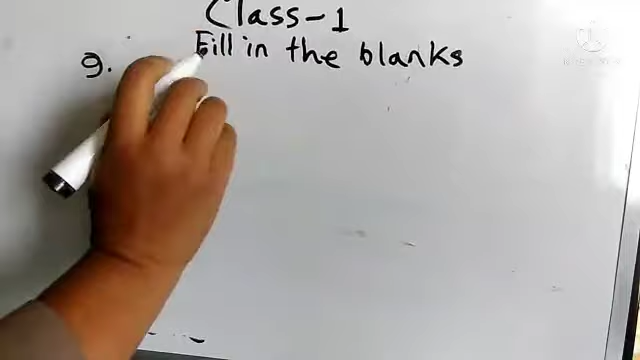 Class-1
9. Fill in the blanks